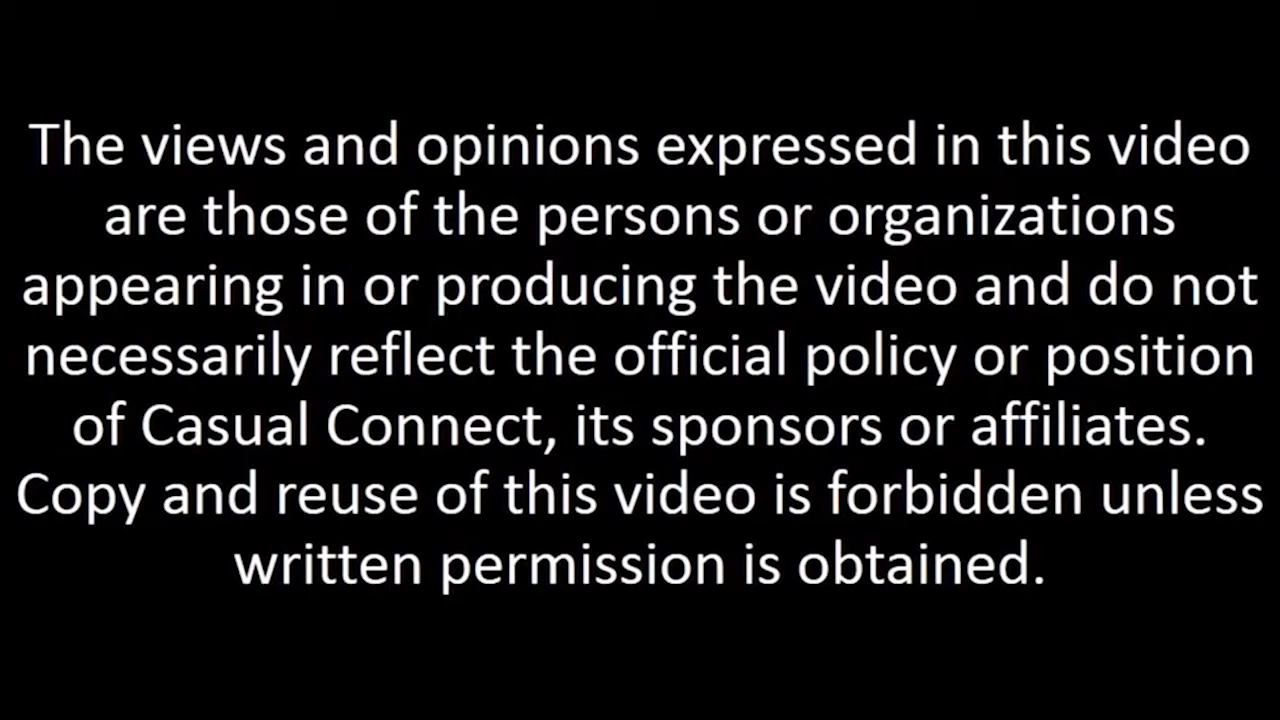 The views and opinions expressed in this video
are those of the persons or organizations
appearing in or producing the video and do not
necessarily reflect the official policy or position
of Casual Connect, its sponsors or affiliates.
Copy and reuse of this video is forbidden unless
written permission is obtained.